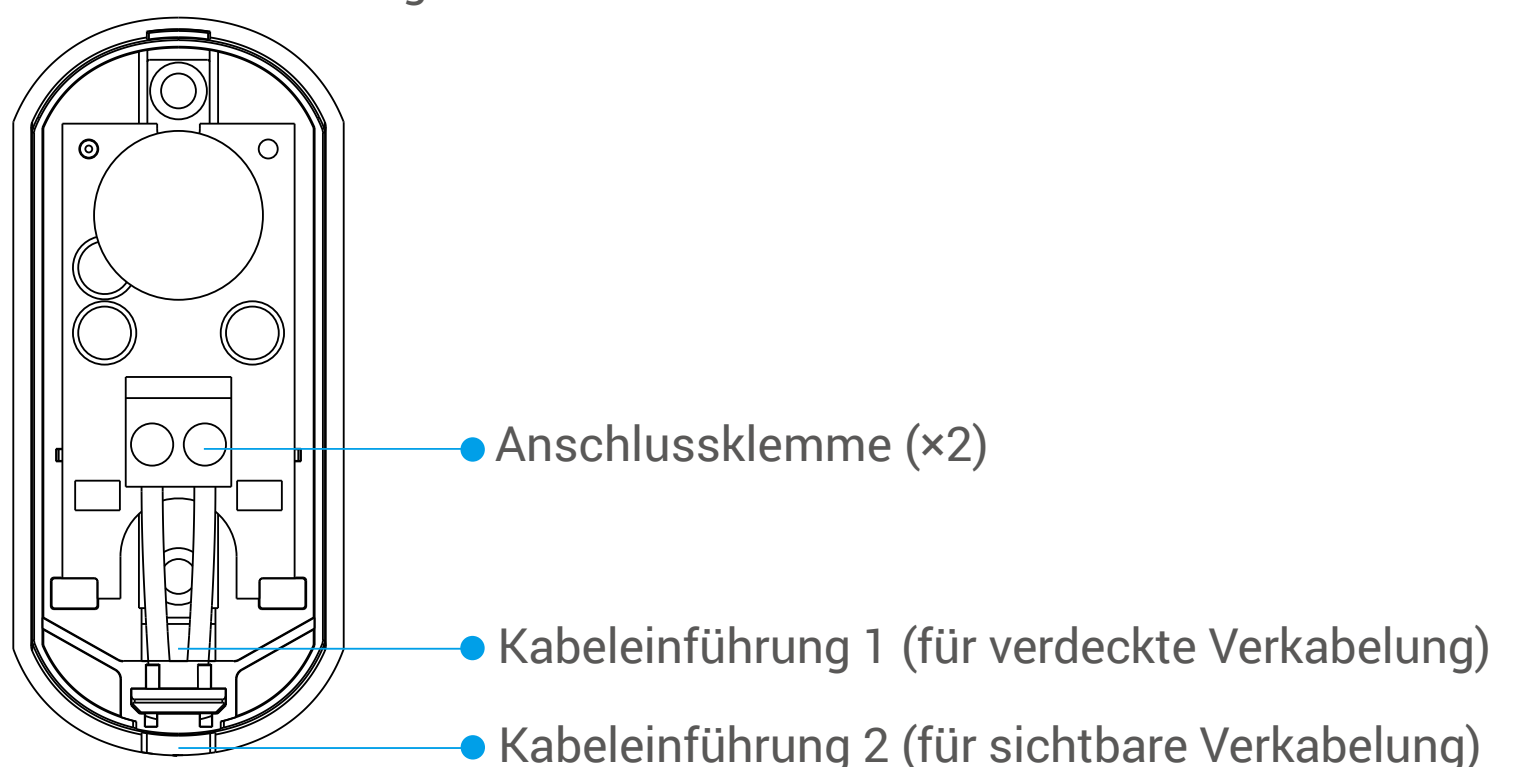 Anschlussklemme (×2)
Kabeleinführung 1 (für verdeckte Verkabelung)
Kabeleinführung 2 (für sichtbare Verkabelung)